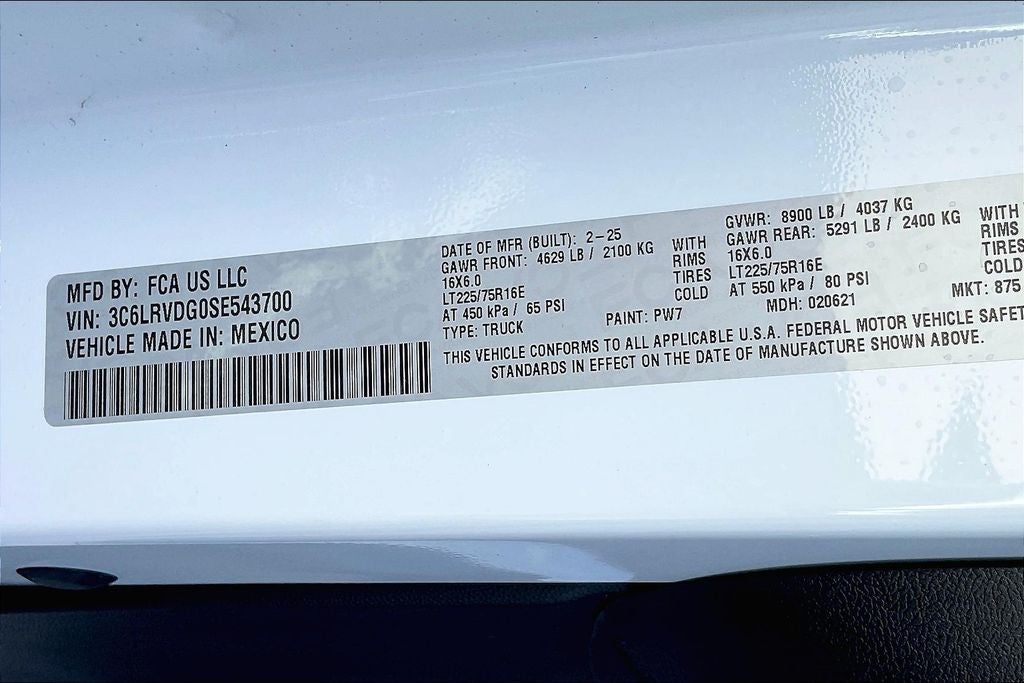 MFD BY: FCA US LLC
VIN: 3C6LRVDG0SE543700
VEHICLE MADE IN: MEXICO
DATE OF MFR (BUILT): 2-25
GAWR FRONT: 4629 LB / 2100 KG WITH
16X6.0 RIMS
LT225/75R16E TIRES
AT 450 kPa / 65 PSI COLD
TYPE: TRUCK PAINT: PW7
GVWR: 8900 LB / 4037 KG
GAWR REAR: 5291 LB / 2400 KG WITH
16X6.0 RIMS
LT225/75R16E TIRES
AT 550 kPa / 80 PSI COLD
MDH: 020621 MKT: 875
THIS VEHICLE CONFORMS TO ALL APPLICABLE U.S.A. FEDERAL MOTOR VEHICLE SAFET
STANDARDS IN EFFECT ON THE DATE OF MANUFACTURE SHOWN ABOVE.